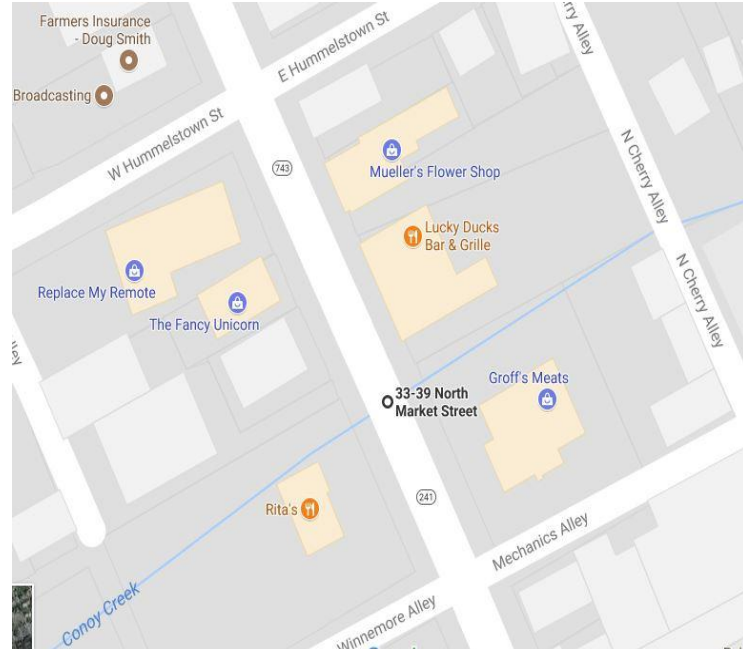 Farmers Insurance
- Doug Smith
Broadcasting
E Hummelstown St
W Hummelstown St
N Cherry Alley
743
Mueller's Flower Shop
Lucky Ducks
Bar & Grille
Replace My Remote
The Fancy Unicorn
N Cherry Alley
33-39 North
Market Street
Groff's Meats
Rita's
241
Mechanics Alley
Conoy Creek
Winnemore Alley